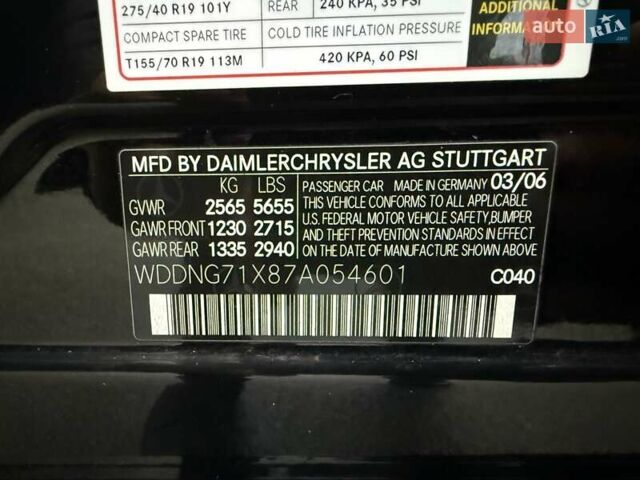 275/40 R19 101Y
REAR
240 KPA, 35 PSI
COMPACT SPARE TIRE
COLD TIRE INFLATION PRESSURE
T155/70 R19 113M
420 KPA, 60 PSI
ADDITIONAL
INFORMA
auto RIA
.com
MFD BY DAIMLERCHRYSLER AG STUTTGART
KG LBS
GVWR 2565 5655
GAWR FRONT 1230 2715
GAWR REAR 1335 2940
PASSENGER CAR MADE IN GERMANY 03/06
THIS VEHICLE CONFORMS TO ALL APPLICABLE
U.S. FEDERAL MOTOR VEHICLE SAFETY, BUMPER
AND THEFT PREVENTION STANDARDS IN EFFECT
ON THE DATE OF MANUFACTURE SHOWN ABOVE.
WDDNG71X87A054601
C040